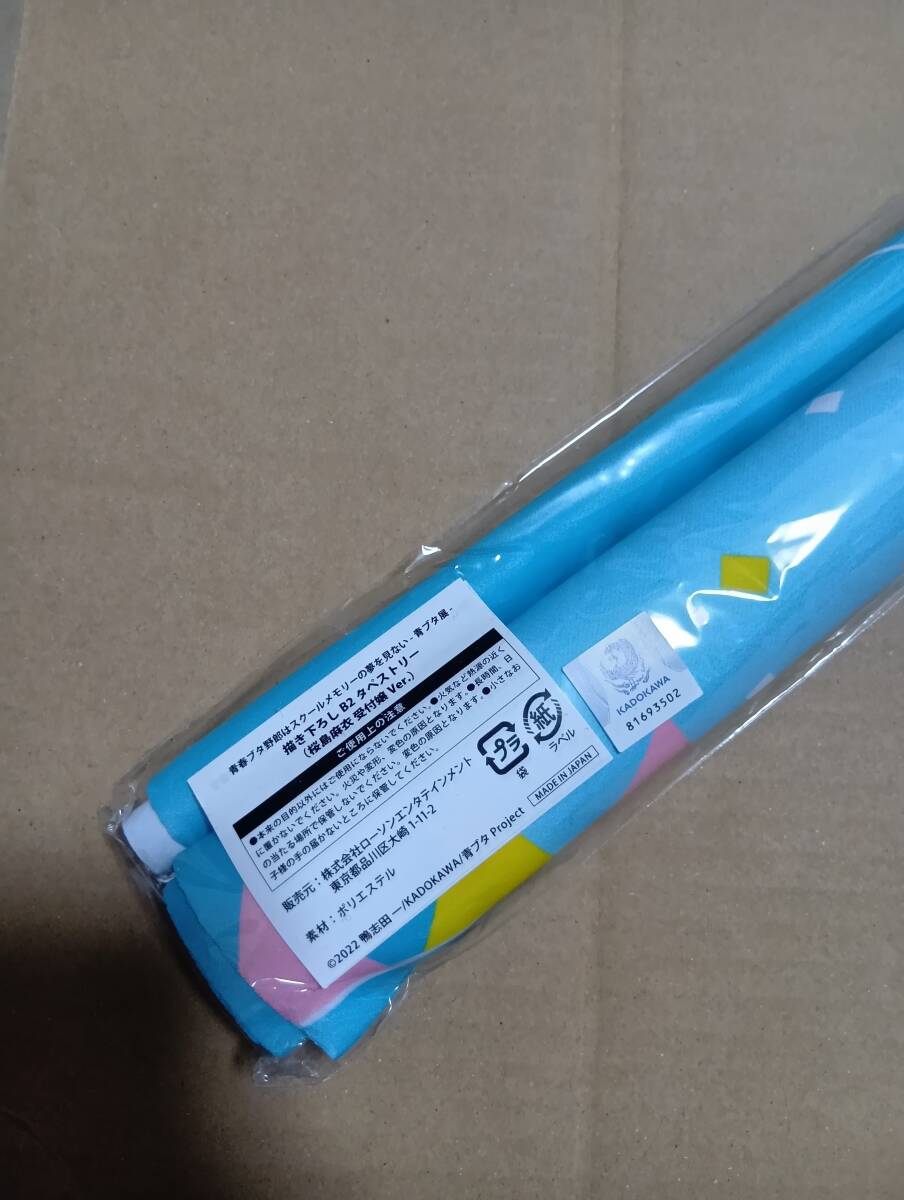 青春ブタ野郎はスクールメモリーの夢を見ない - 青ブタ展 -
描き下ろし B2 タペストリー
(桜島麻衣 受付嬢 Ver.)
ご使用上の注意
●本来の目的以外にはご使用にならないでください。●火気など熱源の近く
に置かないでください。火災や変形、変色の原因となります。●長時間、日
の当たる場所で保管しないでください。変色の原因となります。●小さなお
子様の手の届かないところに保管してください。
販売元：株式会社ローソンエンタテインメント
東京都品川区大崎 1-11-2
素材：ポリエステル
プラ
袋
紙
ラベル
MADE IN JAPAN
©2022 鴨志田 一/KADOKAWA/青ブタ Project
KADOKAWA
81693502